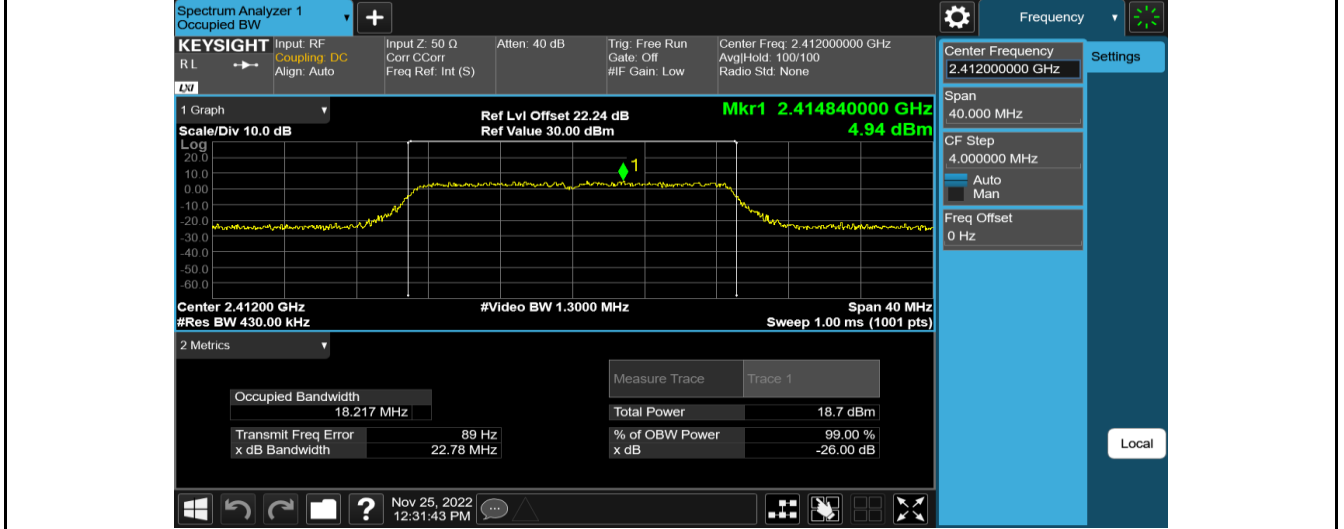 Spectrum Analyzer 1
Occupied BW
Frequency
KEYSIGHT
RL
LXI
Input: RF
Coupling: DC
Align: Auto
Input Z: 50 Ω
Corr CCorr
Freq Ref: Int (S)
Atten: 40 dB
Trig: Free Run
Gate: Off
#IF Gain: Low
Center Freq: 2.412000000 GHz
Avg|Hold: 100/100
Radio Std: None
Center Frequency
2.412000000 GHz
Settings
Span
40.000 MHz
CF Step
4.000000 MHz
Auto
Man
Freq Offset
0 Hz
Local
1 Graph
Scale/Div 10.0 dB
Ref Lvl Offset 22.24 dB
Ref Value 30.00 dBm
Mkr1 2.414840000 GHz
4.94 dBm
Log
20.0
10.0
0.00
-10.0
-20.0
-30.0
-40.0
-50.0
-60.0
1
Center 2.41200 GHz
#Res BW 430.00 kHz
#Video BW 1.3000 MHz
Span 40 MHz
Sweep 1.00 ms (1001 pts)
2 Metrics
Measure Trace Trace 1
Occupied Bandwidth
18.217 MHz
Total Power 18.7 dBm
Transmit Freq Error 89 Hz
% of OBW Power 99.00 %
x dB Bandwidth 22.78 MHz
x dB -26.00 dB
?
Nov 25, 2022
12:31:43 PM